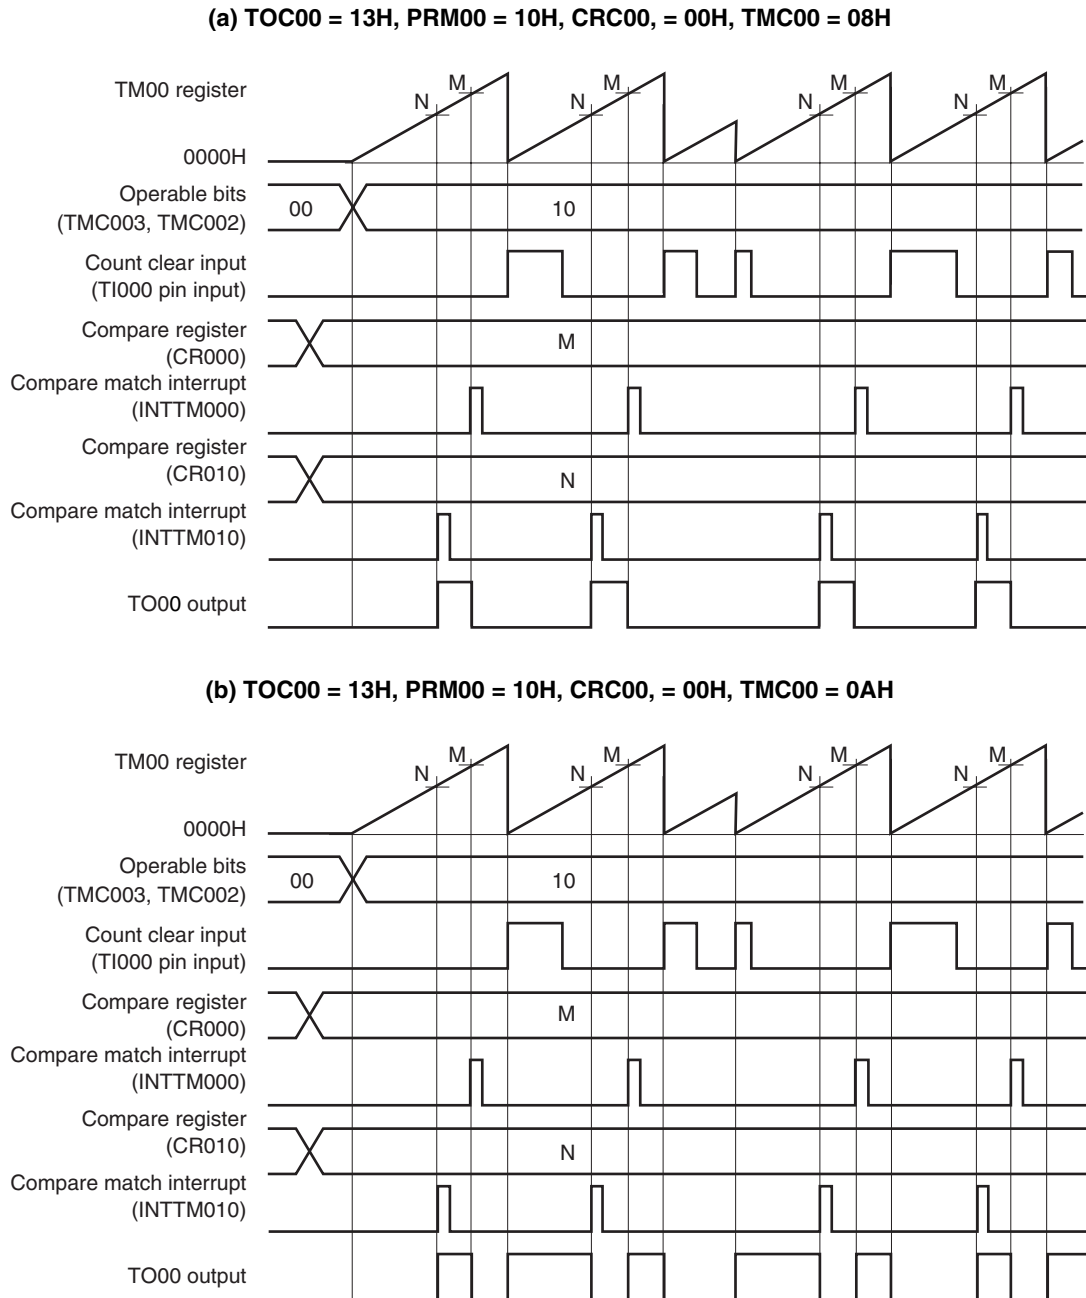 (a) TOC00 = 13H, PRM00 = 10H, CRC00, = 00H, TMC00 = 08H
TM00 register
N
M
N
M
N
M
N
M
0000H
Operable bits
(TMC003, TMC002)
00
10
Count clear input
(TI000 pin input)
Compare register
(CR000)
M
Compare match interrupt
(INTTM000)
Compare register
(CR010)
N
Compare match interrupt
(INTTM010)
TO00 output
(b) TOC00 = 13H, PRM00 = 10H, CRC00, = 00H, TMC00 = 0AH
TM00 register
N
M
N
M
N
M
N
M
0000H
Operable bits
(TMC003, TMC002)
00
10
Count clear input
(TI000 pin input)
Compare register
(CR000)
M
Compare match interrupt
(INTTM000)
Compare register
(CR010)
N
Compare match interrupt
(INTTM010)
TO00 output